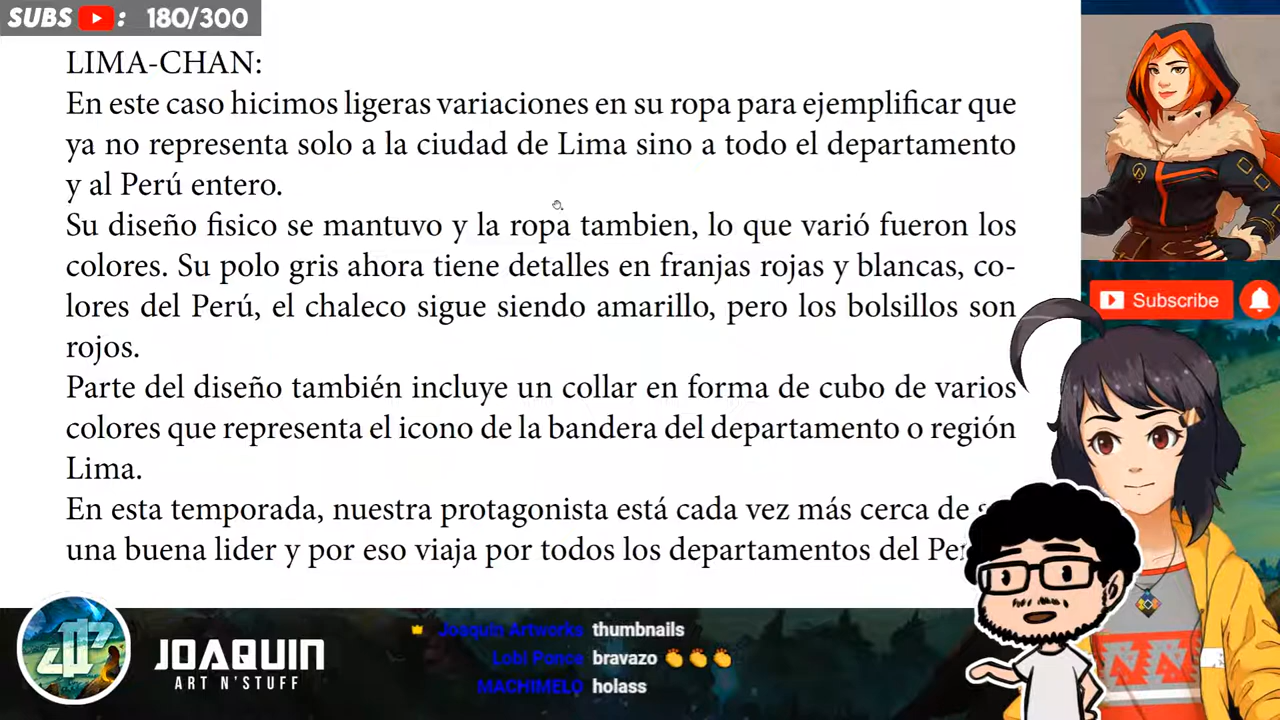 SUBS : 180/300
LIMA-CHAN:
En este caso hicimos ligeras variaciones en su ropa para ejemplificar que
ya no representa solo a la ciudad de Lima sino a todo el departamento
y al Perú entero.
Su diseño fisico se mantuvo y la ropa tambien, lo que varió fueron los
colores. Su polo gris ahora tiene detalles en franjas rojas y blancas, co-
lores del Perú, el chaleco sigue siendo amarillo, pero los bolsillos son
rojos.
Parte del diseño también incluye un collar en forma de cubo de varios
colores que representa el icono de la bandera del departamento o región
Lima.
En esta temporada, nuestra protagonista está cada vez más cerca de
una buena lider y por eso viaja por todos los departamentos del
Subscribe
JOAQUIN
ART N'STUFF
Joaquin Artworks thumbnails
Lobi Ponce bravazo 👏👏👏
MACHIMELO holass